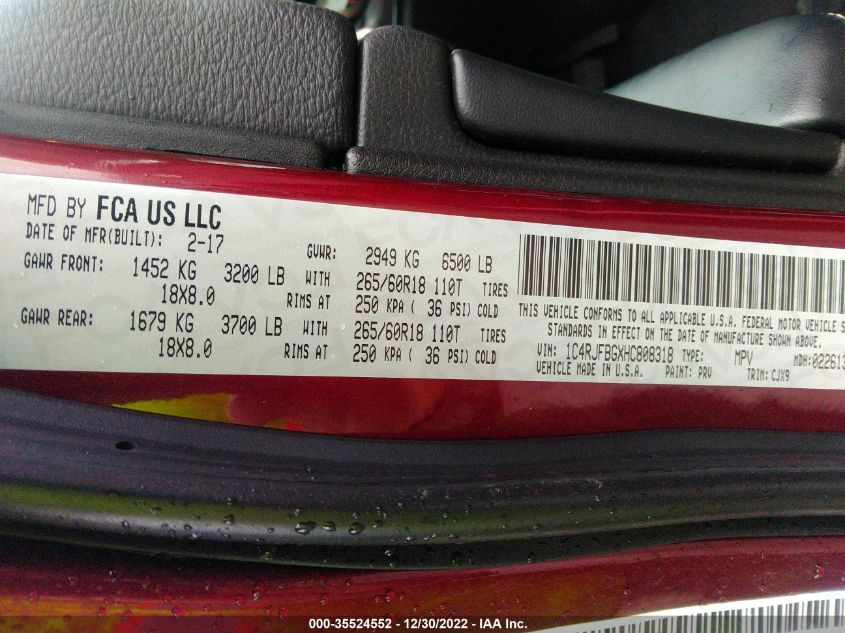 MFD BY FCA US LLC
DATE OF MFR(BUILT): 2-17 GVWR: 2949 KG 6500 LB
GAWR FRONT: 1452 KG 3200 LB WITH 265/60R18 110T TIRES
18X8.0 RIMS AT 250 KPA ( 36 PSI) COLD
GAWR REAR: 1679 KG 3700 LB WITH 265/60R18 110T TIRES
18X8.0 RIMS AT 250 KPA ( 36 PSI) COLD
THIS VEHICLE CONFORMS TO ALL APPLICABLE U.S.A. FEDERAL MOTOR VEHICLE
STANDARDS IN EFFECT ON THE DATE OF MANUFACTURE SHOWN ABOVE.
VIN: 1C4RJFBGXHC808318 TYPE: MPV MDH:022613
VEHICLE MADE IN U.S.A. PAINT: PRV TRIM: CJX9
000-35524552 - 12/30/2022 - IAA Inc.